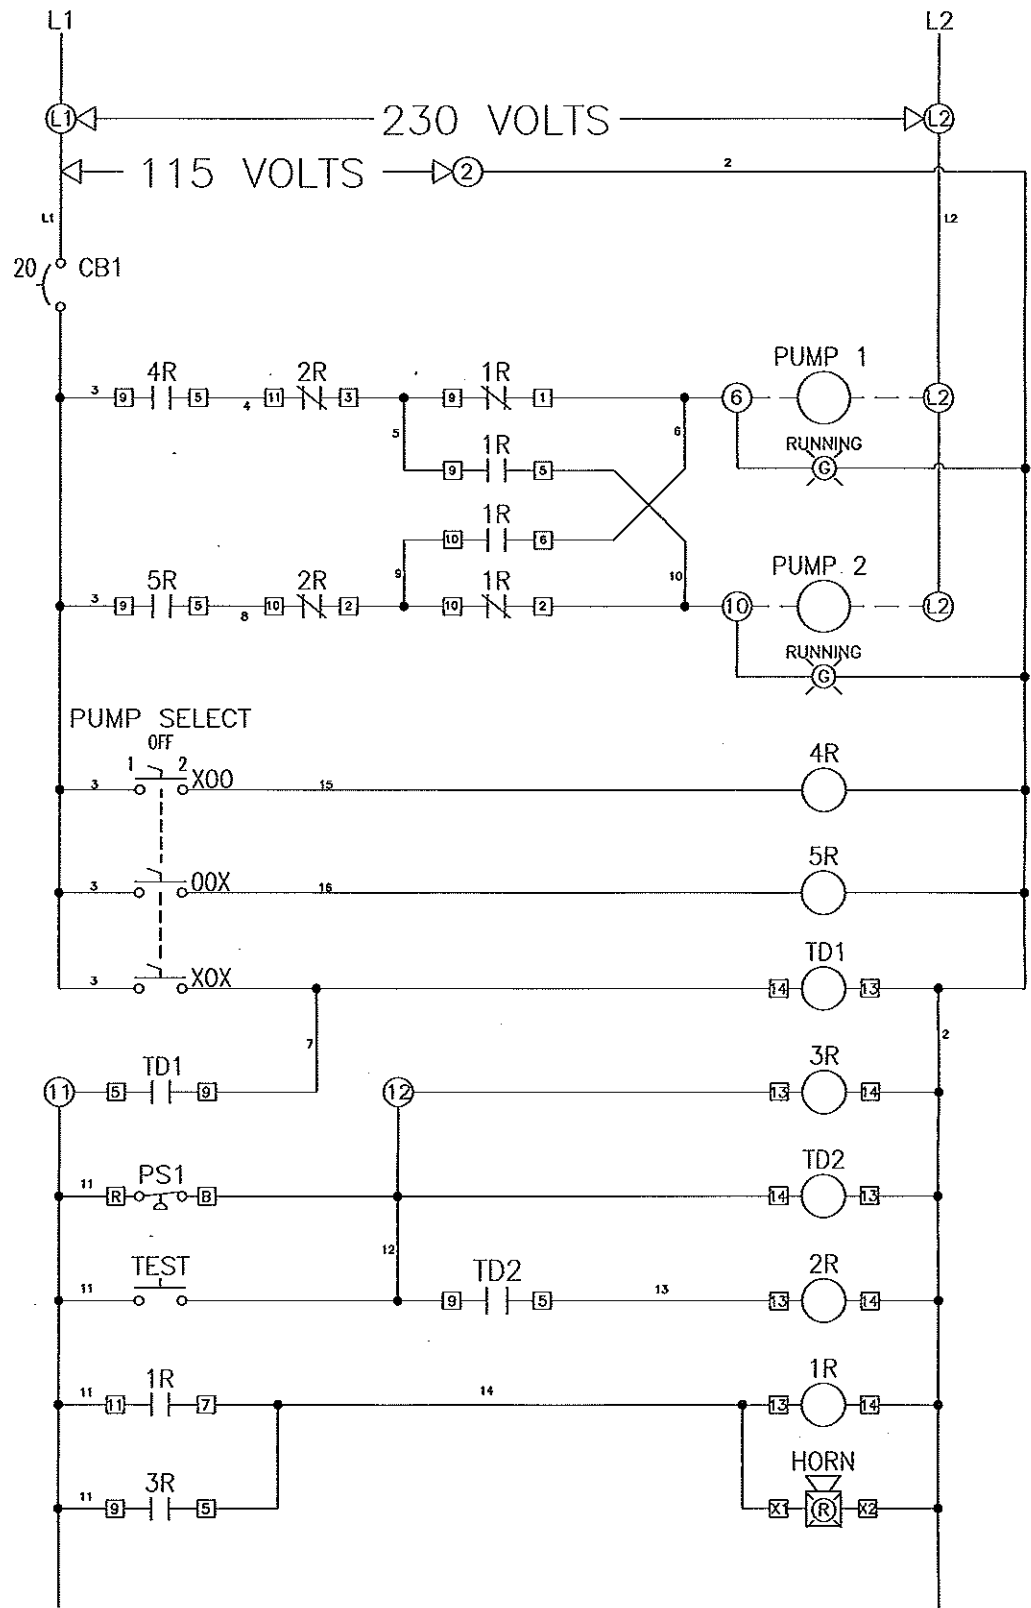 L1 L2
L1 230 VOLTS L2
115 VOLTS 2 2
L1 L2
20 CB1
4R 2R 1R PUMP 1
3 9 5 4 11 3 9 1 6 L2
5 6
1R RUNNING
9 5 G
1R
10 6
5R 2R 9 1R 10 PUMP 2
3 9 5 8 10 2 10 2 10 L2
RUNNING
G
PUMP SELECT
OFF
1 2 X00 4R
3 15
00X 5R
3 16
X0X TD1
3 14 13
7 2
TD1 3R
11 5 9 12 13 14
PS1 TD2
11 R B 14 13
12
TEST TD2 2R
11 9 5 13 13 14
1R 1R
11 11 7 14 13 14
3R HORN
11 9 5 X1 R X2